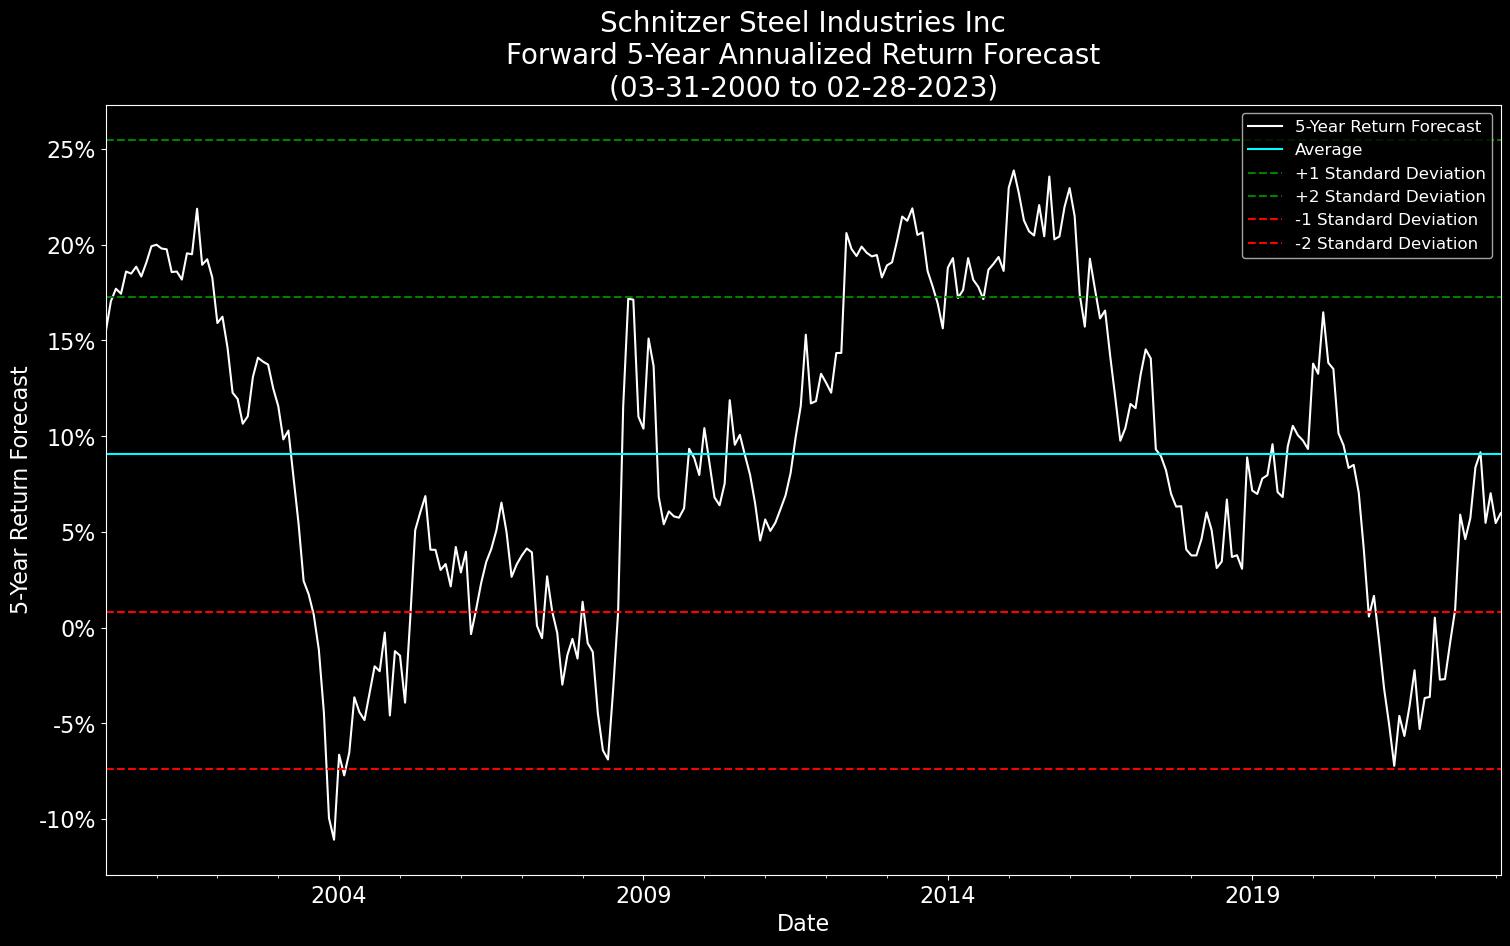 Schnitzer Steel Industries Inc
Forward 5-Year Annualized Return Forecast
(03-31-2000 to 02-28-2023)
5-Year Return Forecast
Average
+1 Standard Deviation
+2 Standard Deviation
-1 Standard Deviation
-2 Standard Deviation
25%
20%
15%
10%
5%
0%
-5%
-10%
5-Year Return Forecast
2004
2009
2014
2019
Date